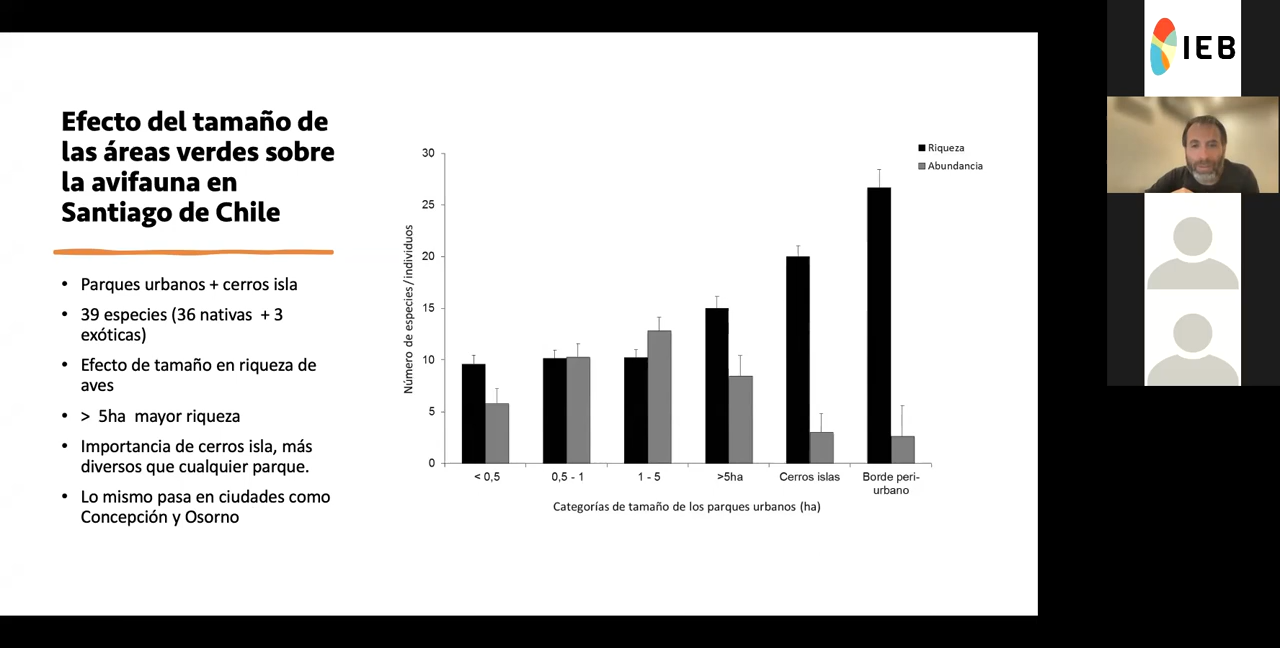 Efecto del tamaño de
las áreas verdes sobre
la avifauna en
Santiago de Chile
• Parques urbanos + cerros isla
• 39 especies (36 nativas + 3
exóticas)
• Efecto de tamaño en riqueza de
aves
• > 5ha mayor riqueza
• Importancia de cerros isla, más
diversos que cualquier parque.
• Lo mismo pasa en ciudades como
Concepción y Osorno
Riqueza
Abundancia
Número de especies/individuos
30
25
20
15
10
5
0
< 0,5
0,5 - 1
1 - 5
>5ha
Cerros islas
Borde peri-
urbano
Categorías de tamaño de los parques urbanos (ha)
IEB